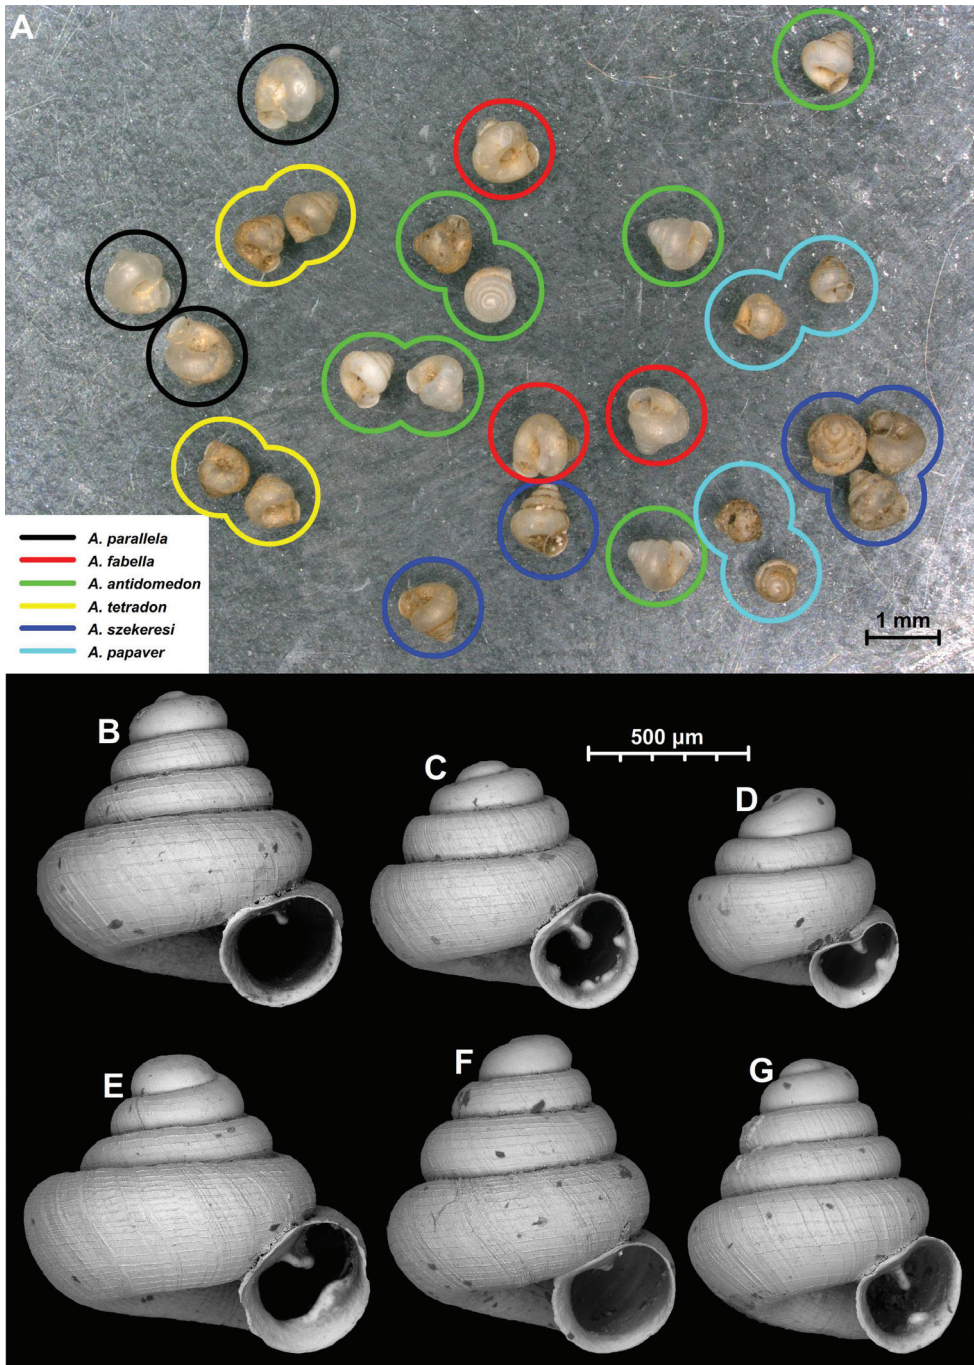 A
A. parallela
A. fabella
A. antidomedon
A. tetradon
A. szekeresi
A. papaver
1 mm
B
C
500 µm
D
E
F
G